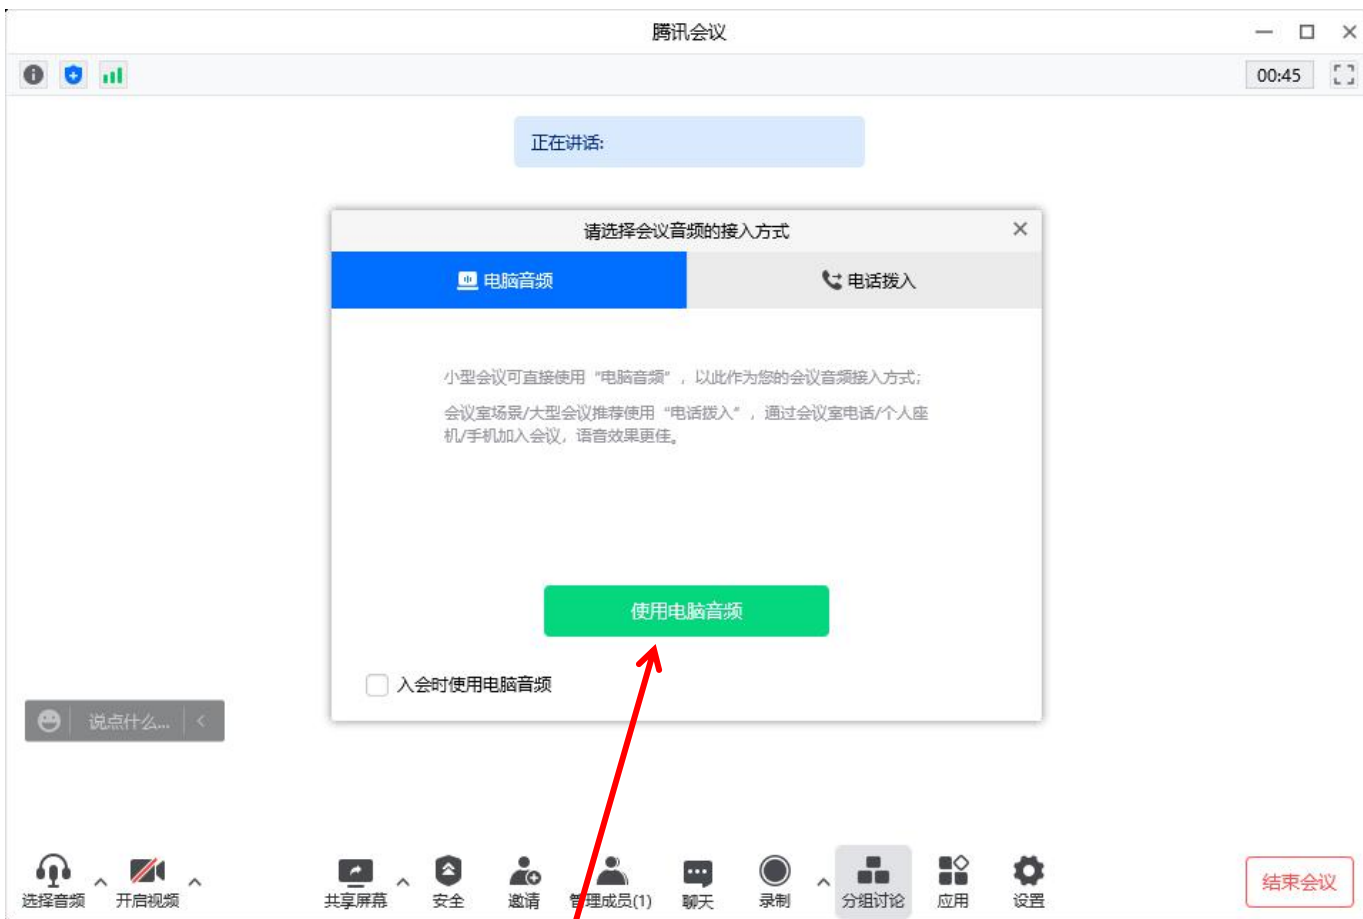 腾讯会议
00:45
正在讲话:
请选择会议音频的接入方式
电脑音频
电话拨入
小型会议可直接使用“电脑音频”，以此作为您的会议音频接入方式;
会议室场景/大型会议推荐使用“电话拨入”，通过会议室电话/个人座
机/手机加入会议，语音效果更佳。
使用电脑音频
入会时使用电脑音频
说点什么...
选择音频
开启视频
共享屏幕
安全
邀请
管理成员(1)
聊天
录制
分组讨论
应用
设置
结束会议